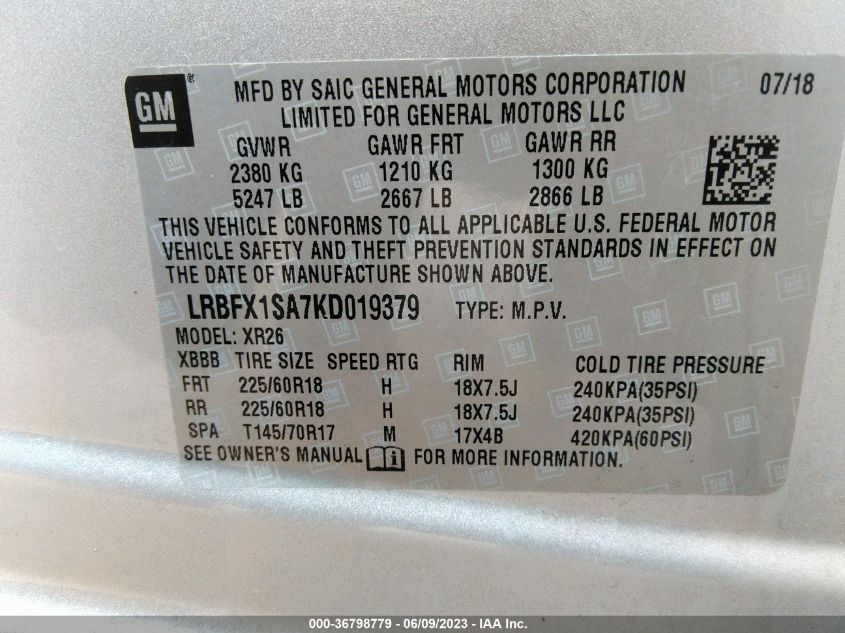 GM ® MFD BY SAIC GENERAL MOTORS CORPORATION 07/18
LIMITED FOR GENERAL MOTORS LLC
GVWR GAWR FRT GAWR RR
2380 KG 1210 KG 1300 KG
5247 LB 2667 LB 2866 LB
THIS VEHICLE CONFORMS TO ALL APPLICABLE U.S. FEDERAL MOTOR
VEHICLE SAFETY AND THEFT PREVENTION STANDARDS IN EFFECT ON
THE DATE OF MANUFACTURE SHOWN ABOVE.
LRBFX1SA7KD019379 TYPE: M.P.V.
MODEL: XR26
XBBB TIRE SIZE SPEED RTG RIM COLD TIRE PRESSURE
FRT 225/60R18 H 18X7.5J 240KPA(35PSI)
RR 225/60R18 H 18X7.5J 240KPA(35PSI)
SPA T145/70R17 M 17X4B 420KPA(60PSI)
SEE OWNER'S MANUAL i FOR MORE INFORMATION.
000-36798779 - 06/09/2023 - IAA Inc.